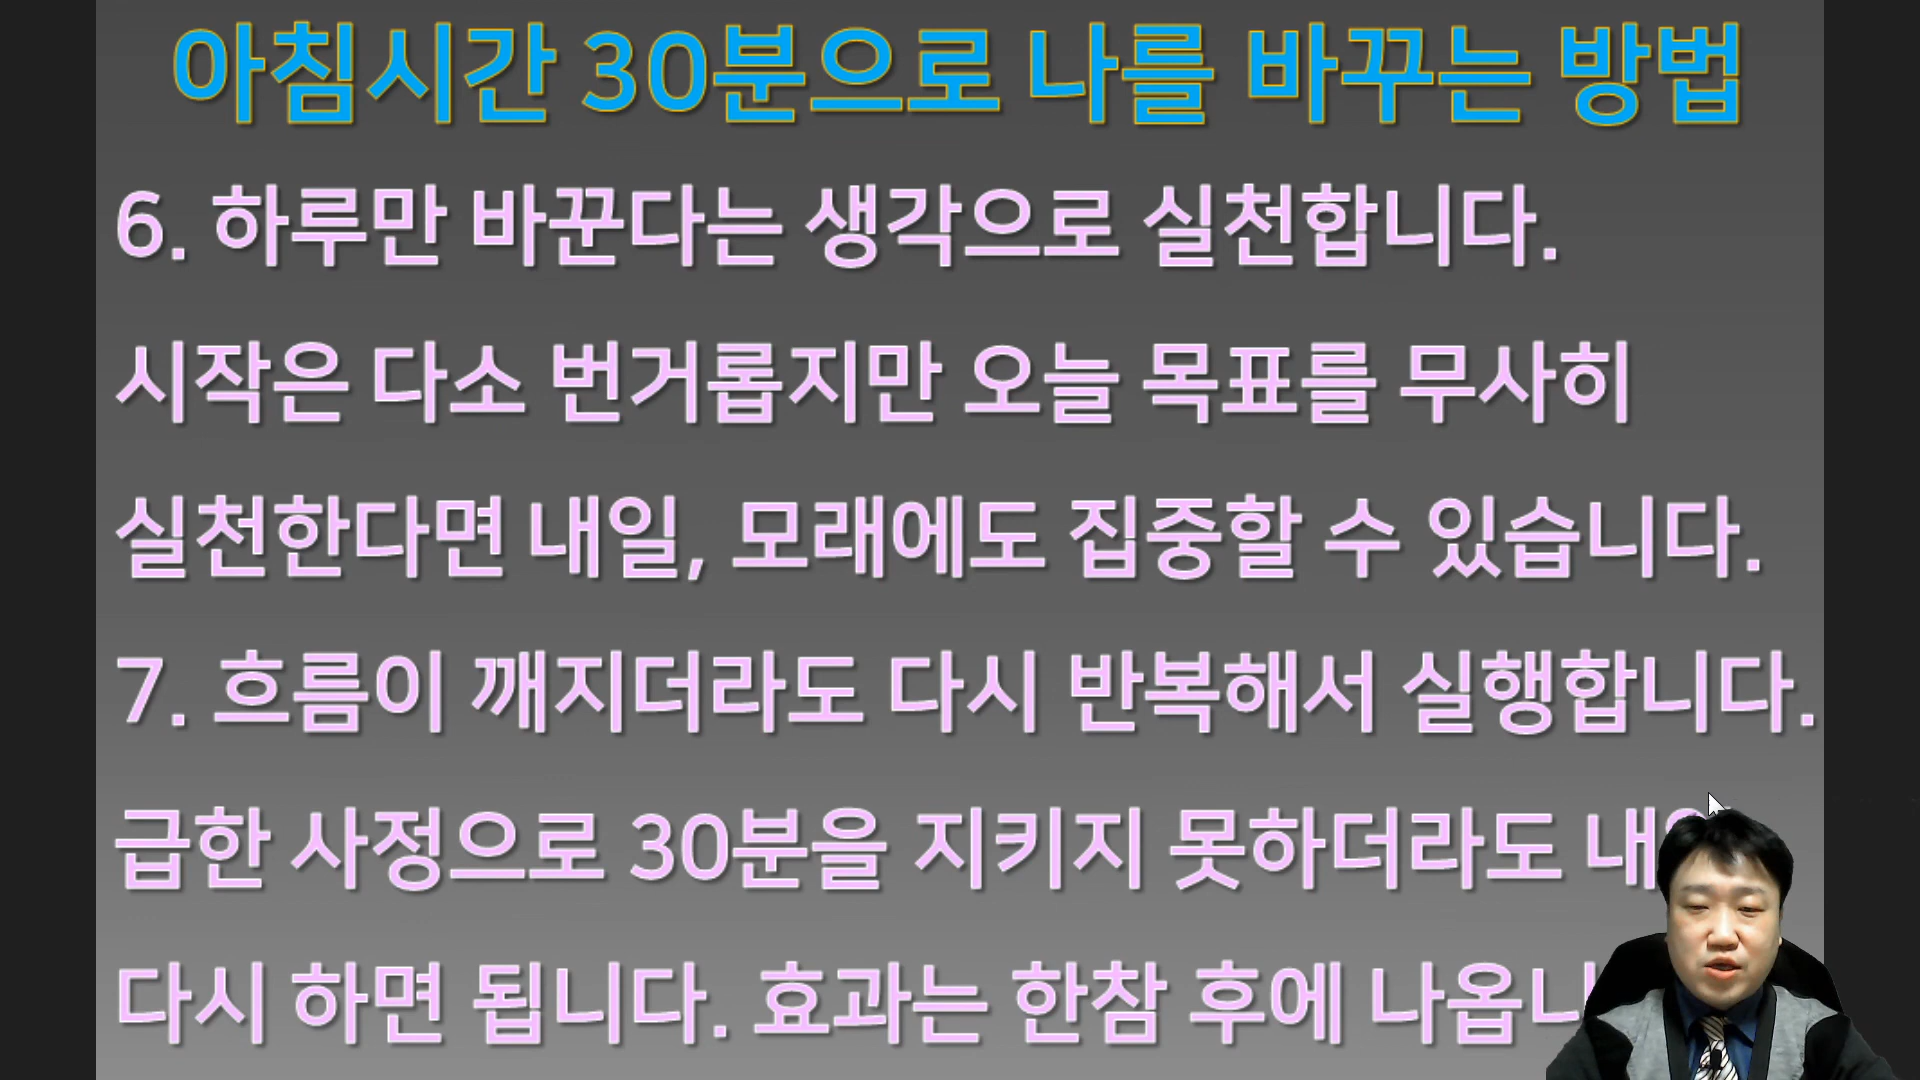 아침시간 30분으로 나를 바꾸는 방법
6. 하루만 바꾼다는 생각으로 실천합니다.
시작은 다소 번거롭지만 오늘 목표를 무사히
실천한다면 내일, 모래에도 집중할 수 있습니다.
7. 흐름이 깨지더라도 다시 반복해서 실행합니다.
급한 사정으로 30분을 지키지 못하더라도
다시 하면 됩니다. 효과는 한참 후에